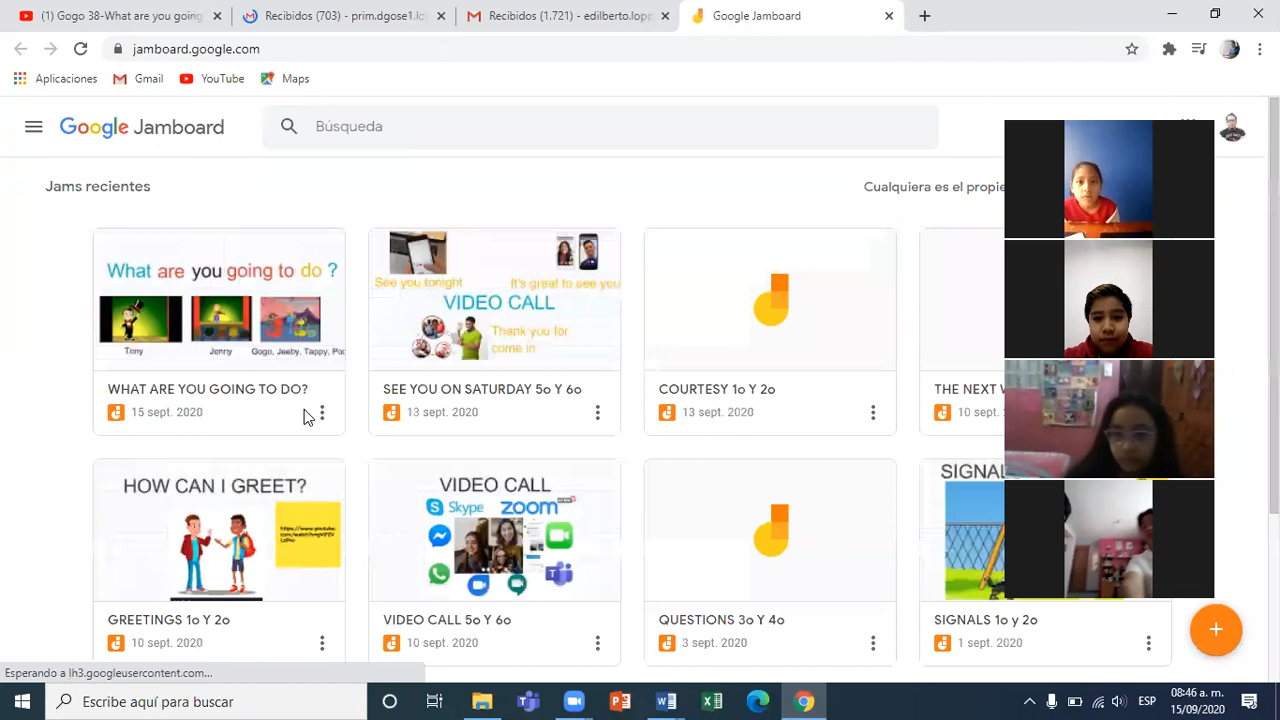 (1) Gogo 38-What are you going
Recibidos (703) - prim.dgose1.lo
Recibidos (1.721) - edilberto.lopp
Google Jamboard
jamboard.google.com
Aplicaciones
Gmail
YouTube
Maps
Google Jamboard
Búsqueda
Jams recientes
Cualquiera es el propie
What are you going to do ?
Tony
Jenny
Gogo, Jeeby, Tappy, Poc
WHAT ARE YOU GOING TO DO?
15 sept. 2020
See you tonight
It's great to see you
VIDEO CALL
Thank you for
come in
SEE YOU ON SATURDAY 5o Y 6o
13 sept. 2020
COURTESY 1o Y 2o
13 sept. 2020
THE NEXT W
10 sept. 
HOW CAN I GREET?
GREETINGS 1o Y 2o
10 sept. 2020
VIDEO CALL
Skype
zoom
VIDEO CALL 5o Y 6o
10 sept. 2020
QUESTIONS 3o Y 4o
3 sept. 2020
SIGNALS
SIGNALS 1o y 2o
1 sept. 2020
Esperando a lh3.googleusercontent.com...
Escribe aquí para buscar
ESP
08:46 a. m.
15/09/2020